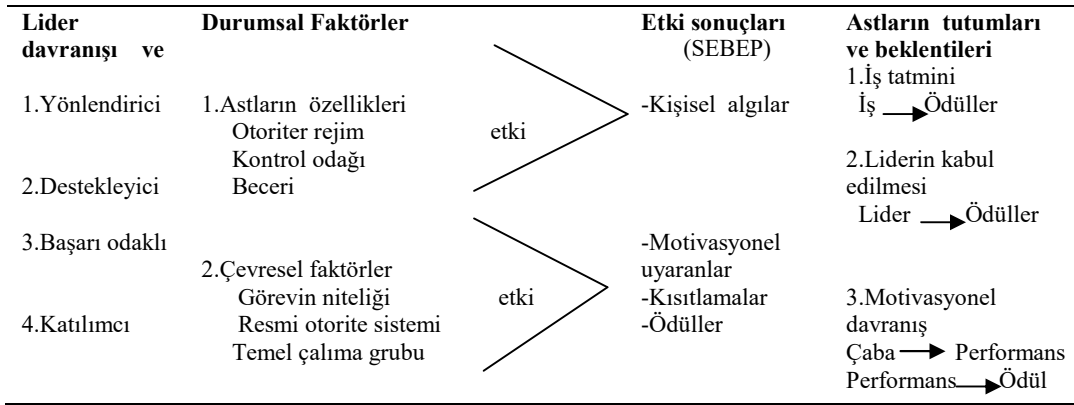 Lider davranışı ve
Durumsal Faktörler
Etki sonuçları
(SEBEP)
Astların tutumları
ve beklentileri
1.İş tatmini
İş Ödüller
1.Yönlendirici
1.Astların özellikleri
Otoriter rejim
Kontrol odağı
Beceri
etki
-Kişisel algılar
2.Destekleyici
2.Liderin kabul
edilmesi
Lider Ödüller
3.Başarı odaklı
2.Çevresel faktörler
Görevin niteliği
Resmi otorite sistemi
Temel çalıma grubu
etki
-Motivasyonel
uyaranlar
-Kısıtlamalar
-Ödüller
4.Katılımcı
3.Motivasyonel
davranış
Çaba Performans
Performans Ödül